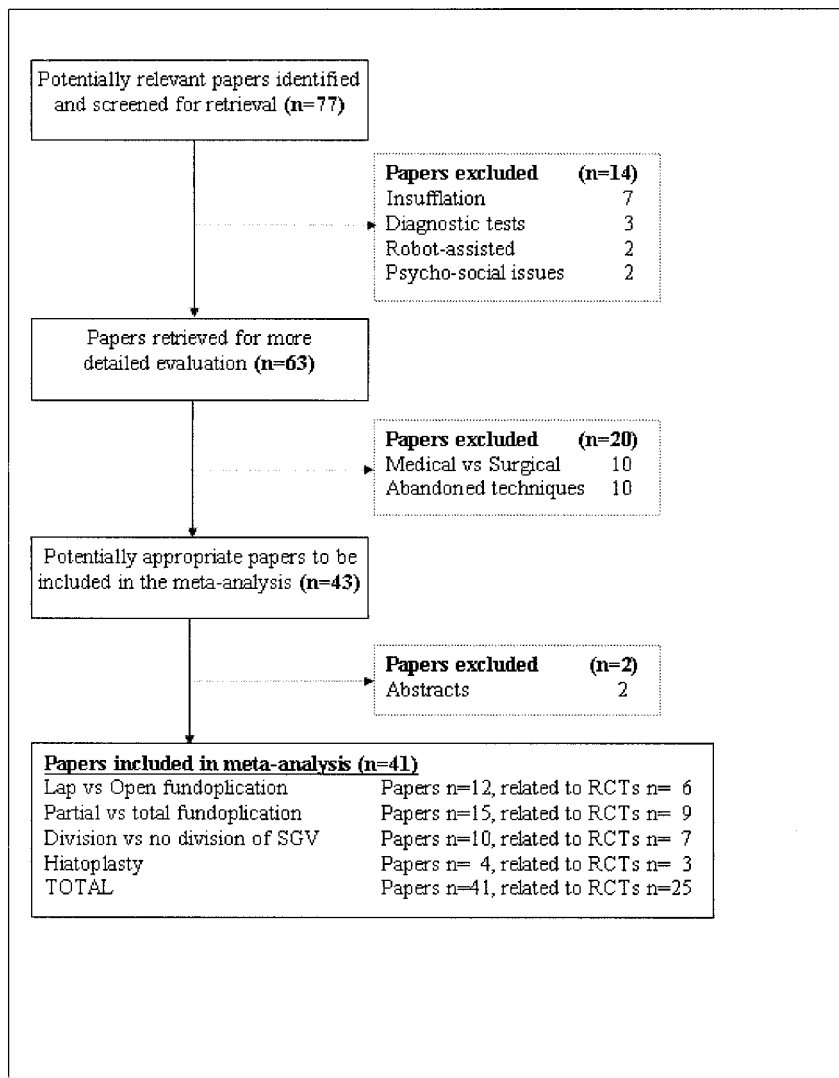 Potentially relevant papers identified
and screened for retrieval (n=77)
Papers excluded (n=14)
Insufflation 7
Diagnostic tests 3
Robot-assisted 2
Psycho-social issues 2
Papers retrieved for more
detailed evaluation (n=63)
Papers excluded (n=20)
Medical vs Surgical 10
Abandoned techniques 10
Potentially appropriate papers to be
included in the meta-analysis (n=43)
Papers excluded (n=2)
Abstracts 2
Papers included in meta-analysis (n=41)
Lap vs Open fundoplication Papers n=12, related to RCTs n= 6
Partial vs total fundoplication Papers n=15, related to RCTs n= 9
Division vs no division of SGV Papers n=10, related to RCTs n= 7
Hiatoplasty Papers n= 4, related to RCTs n= 3
TOTAL Papers n=41, related to RCTs n=25